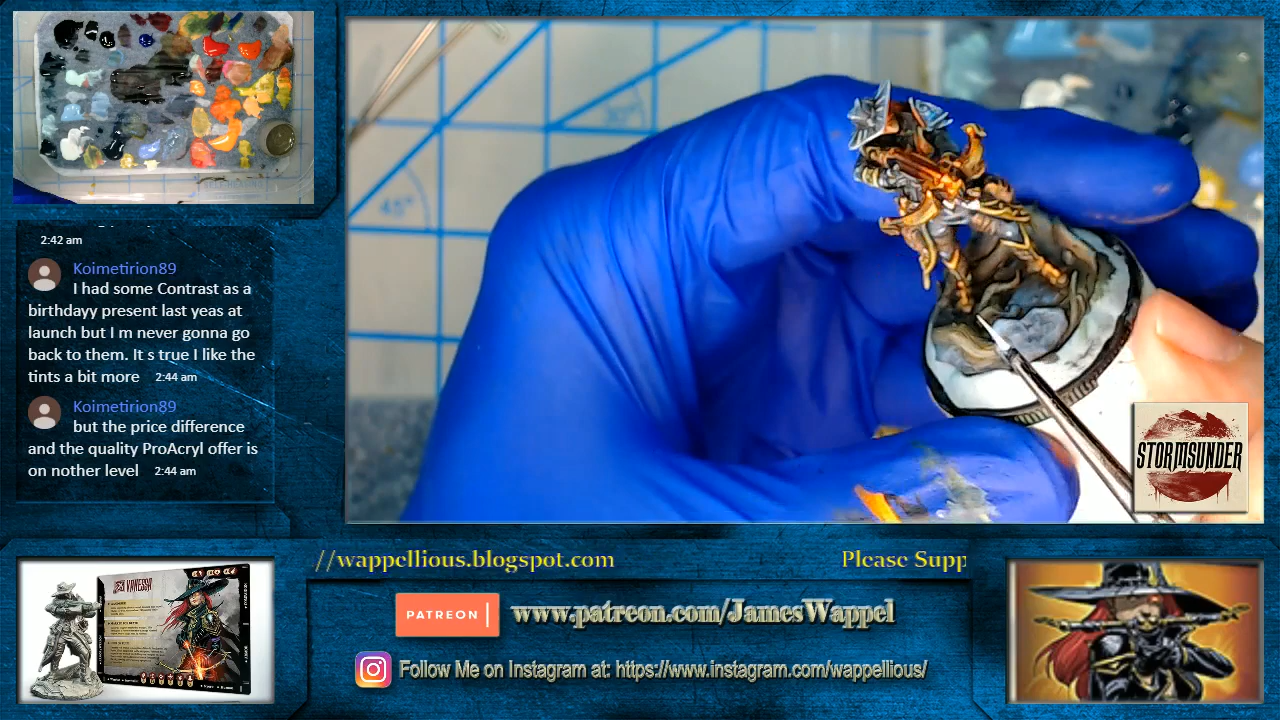 2:42 am
Koimetirion89
I had some Contrast as a
birthdayy present last yeas at
launch but I m never gonna go
back to them. It s true I like the
tints a bit more 2:44 am
Koimetirion89
but the price difference
and the quality ProAcryl offer is
on nother level 2:44 am
STORMSUNDER
VANESSA
//wappellious.blogspot.com Please Supp
PATREON
www.patreon.com/JamesWappel
Follow Me on Instagram at: https://www.instagram.com/wappellious/